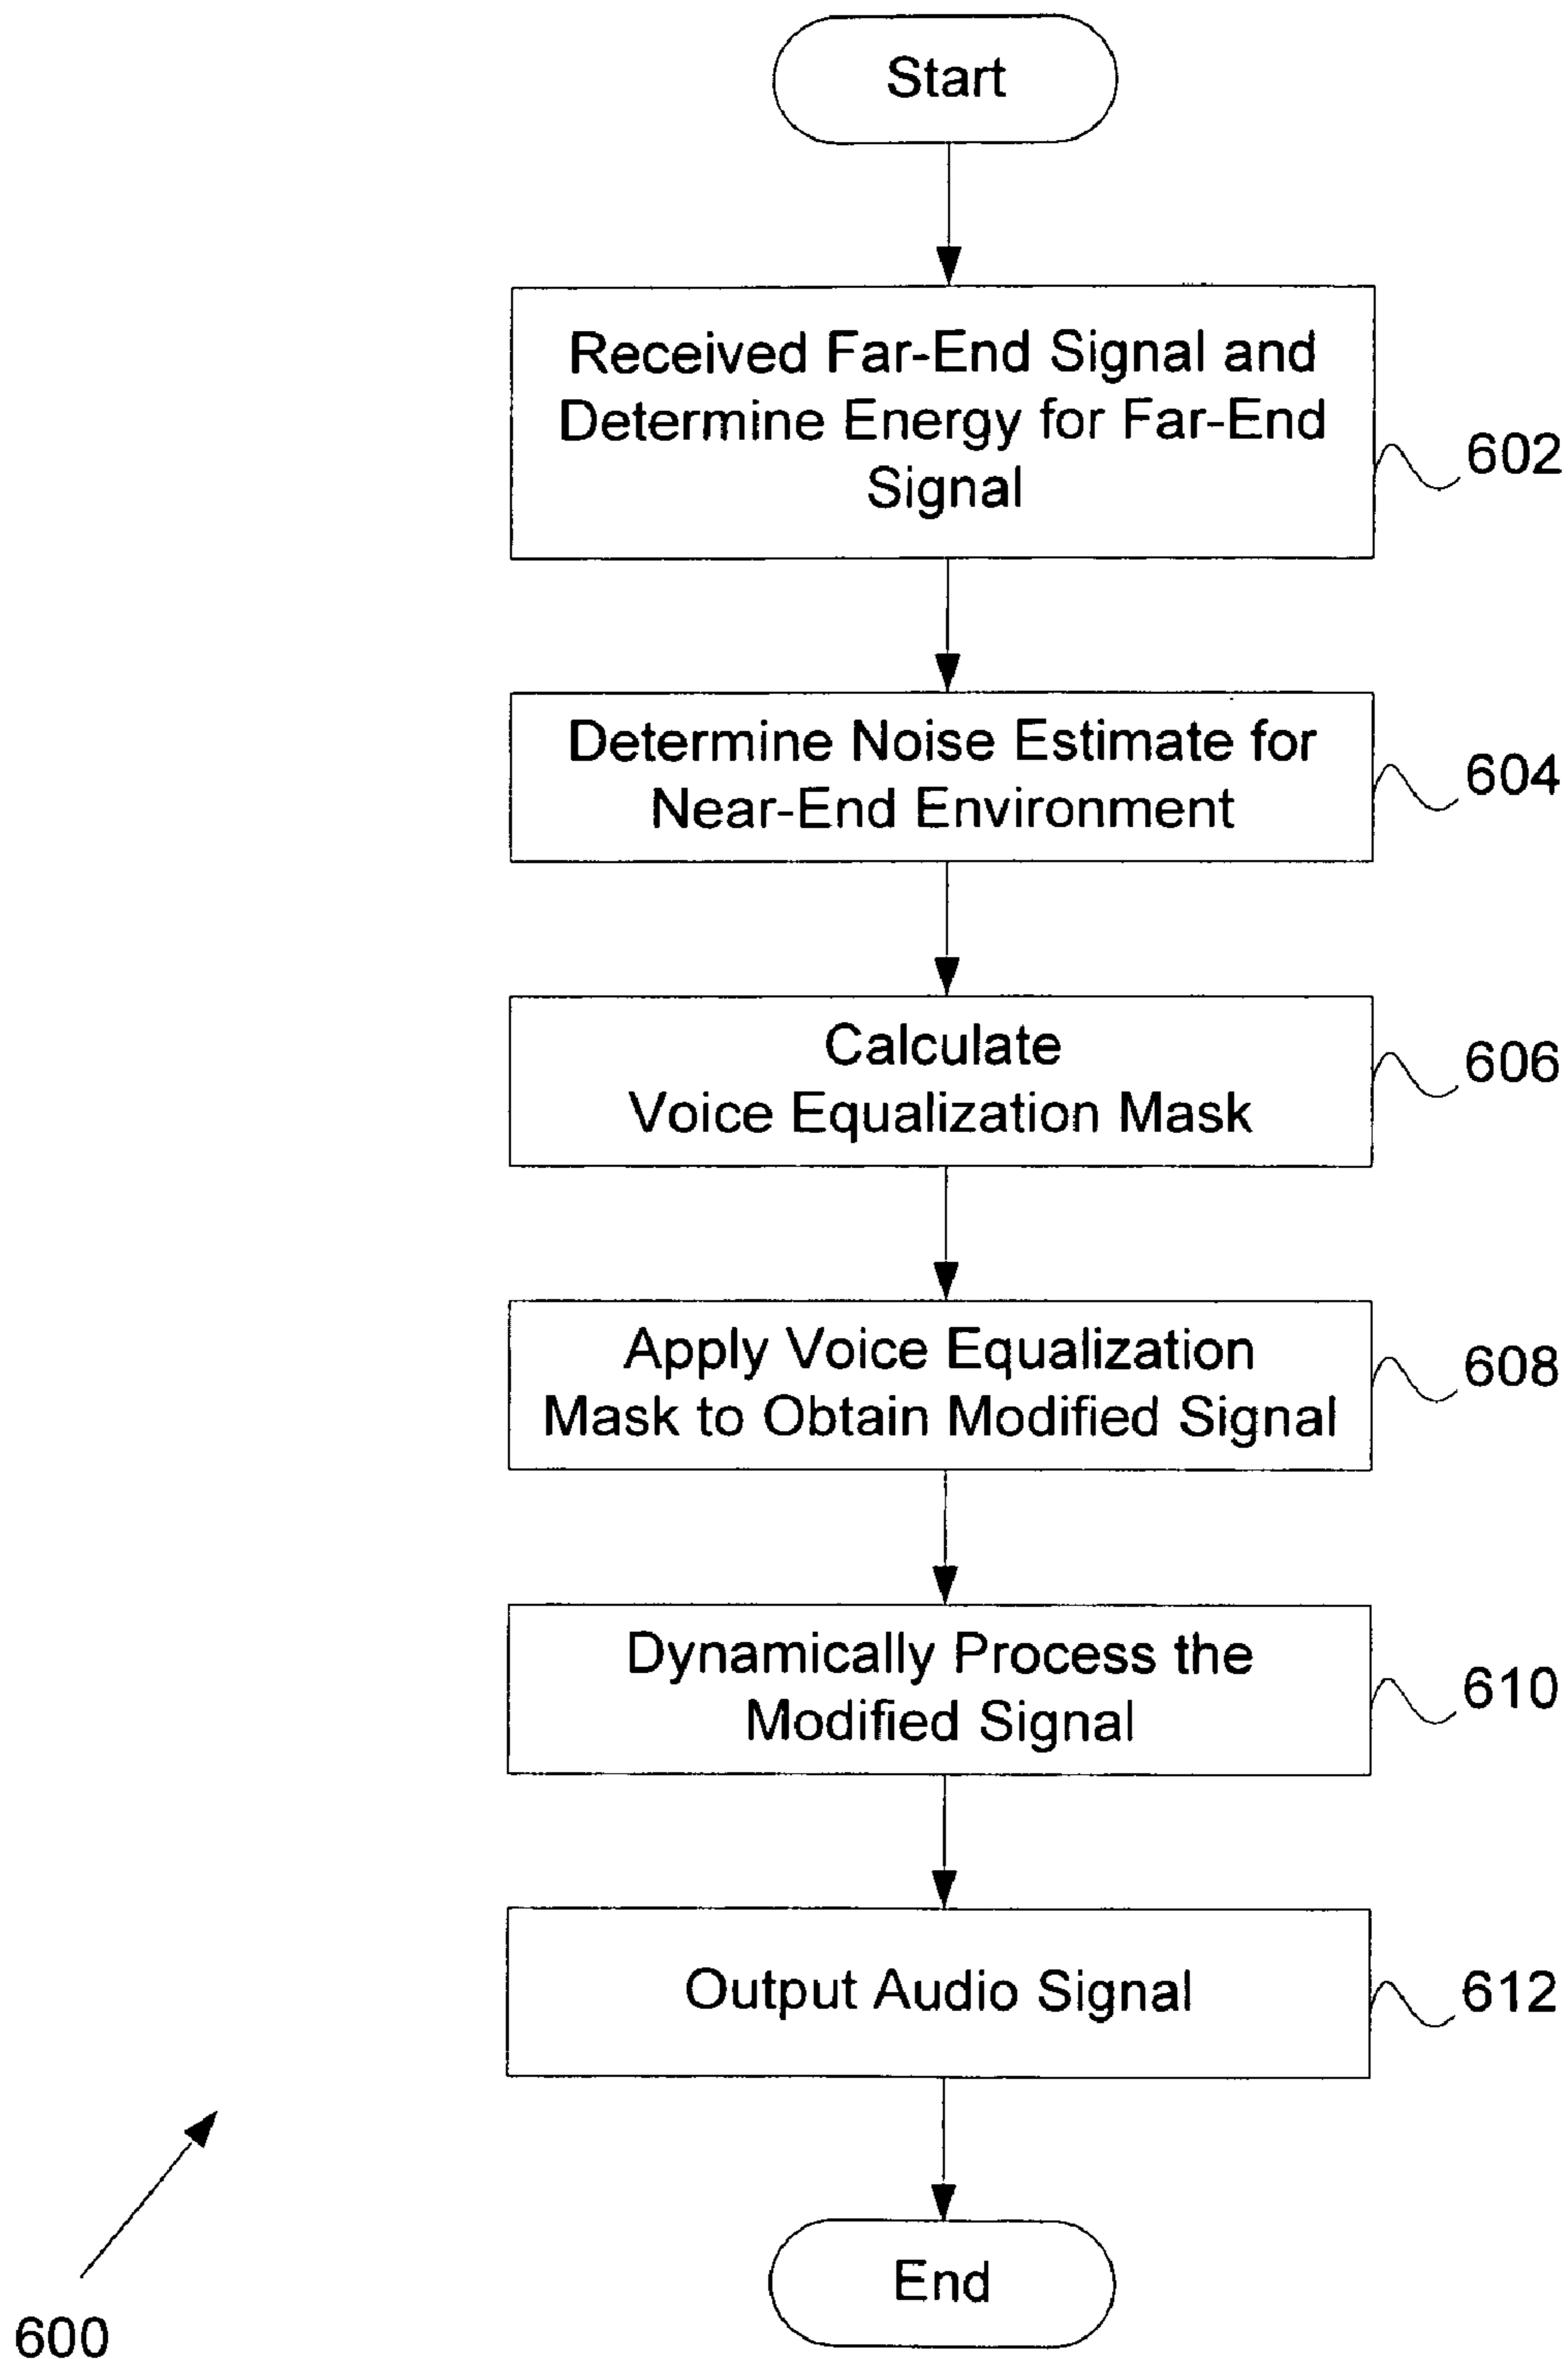 Start
Received Far-End Signal and
Determine Energy for Far-End
Signal
602
Determine Noise Estimate for
Near-End Environment
604
Calculate
Voice Equalization Mask
606
Apply Voice Equalization
Mask to Obtain Modified Signal
608
Dynamically Process the
Modified Signal
610
Output Audio Signal
612
End
600